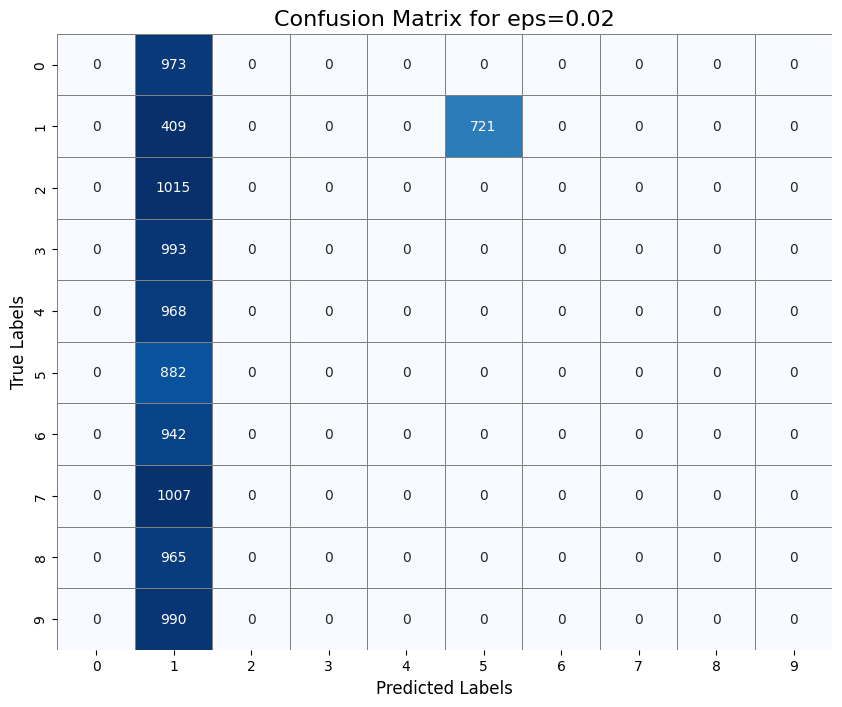 Confusion Matrix for eps=0.02
0 0 973 0 0 0 0 0 0 0 0
1 0 409 0 0 0 721 0 0 0 0
2 0 1015 0 0 0 0 0 0 0 0
3 0 993 0 0 0 0 0 0 0 0
4 0 968 0 0 0 0 0 0 0 0
5 0 882 0 0 0 0 0 0 0 0
6 0 942 0 0 0 0 0 0 0 0
7 0 1007 0 0 0 0 0 0 0 0
8 0 965 0 0 0 0 0 0 0 0
9 0 990 0 0 0 0 0 0 0 0
0 1 2 3 4 5 6 7 8 9
Predicted Labels
True Labels